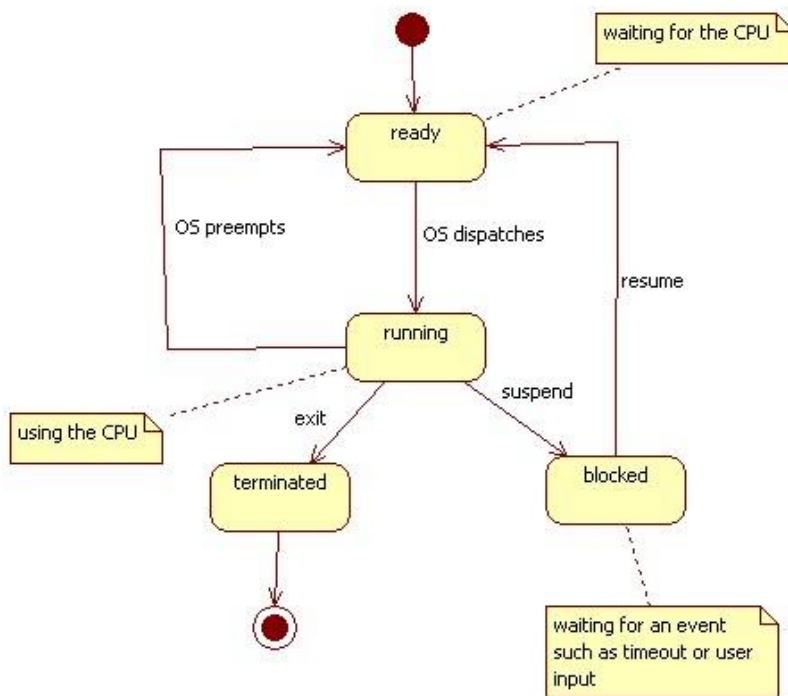 waiting for the CPU
ready
OS preempts
OS dispatches
resume
running
suspend
exit
using the CPU
terminated
blocked
waiting for an event
such as timeout or user
input